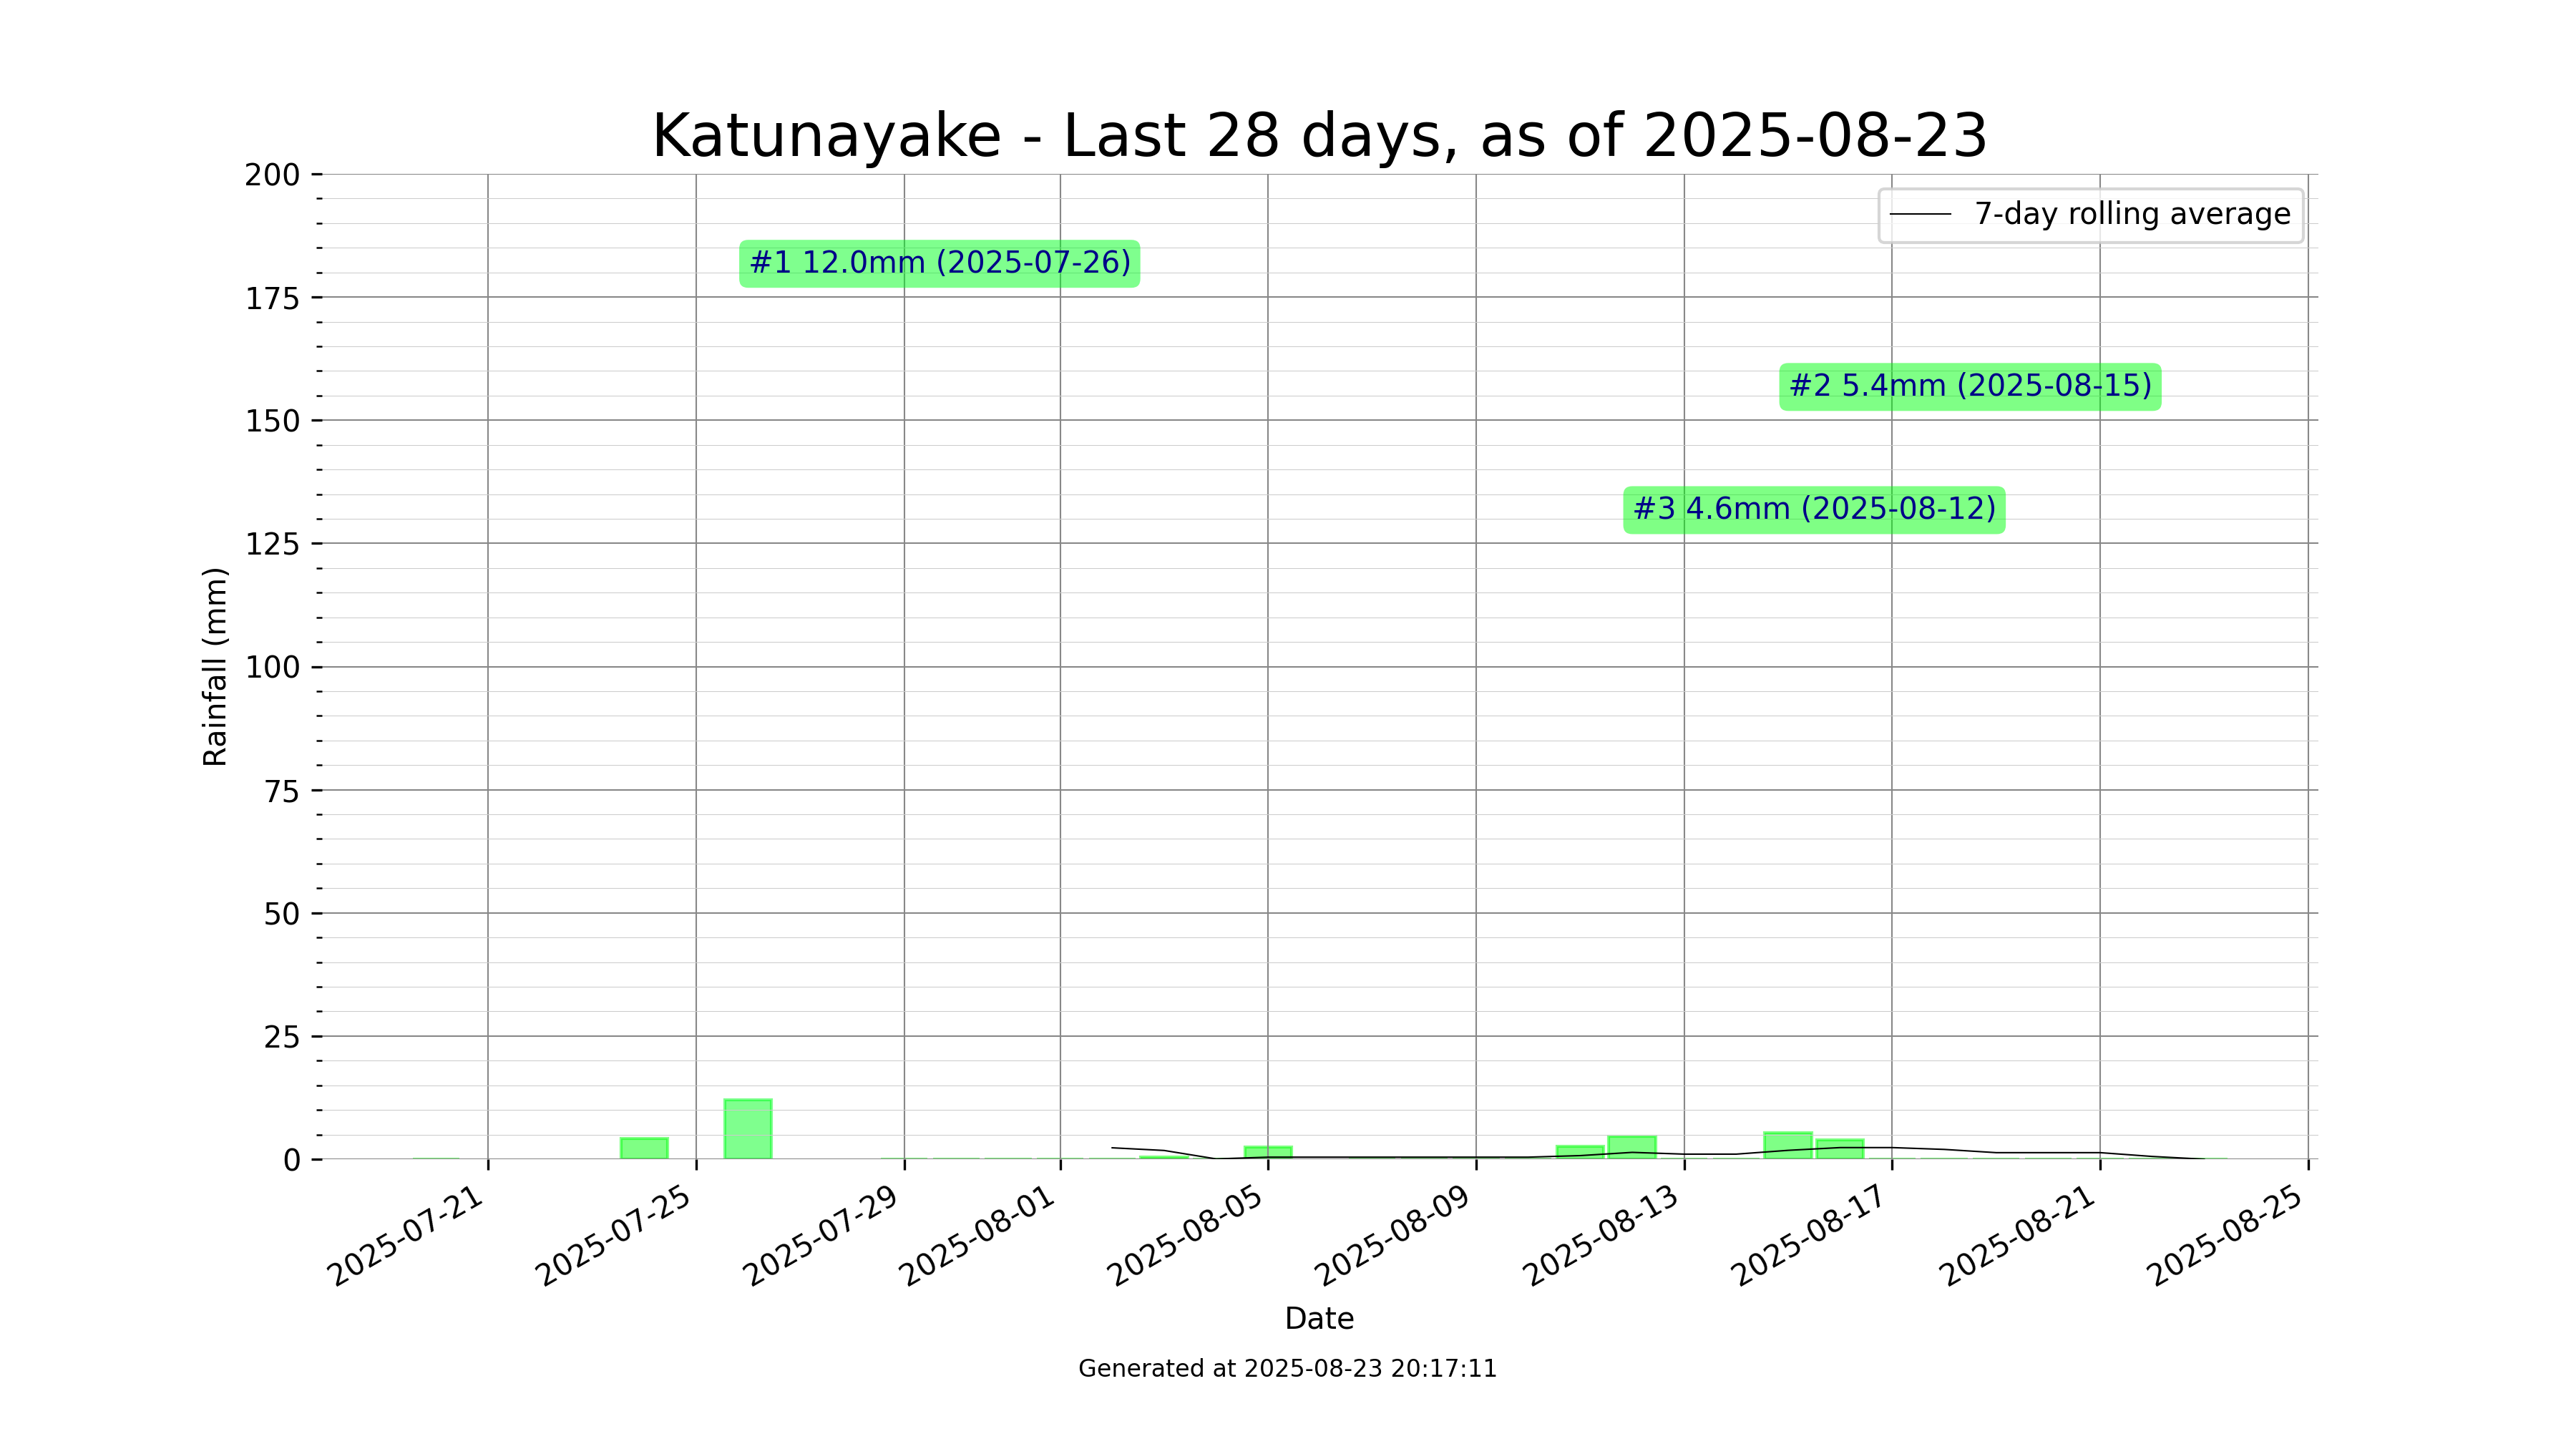 Katunayake - Last 28 days, as of 2025-08-23
200
175
150
125
100
75
50
25
0
Rainfall (mm)
7-day rolling average
#1 12.0mm (2025-07-26)
#2 5.4mm (2025-08-15)
#3 4.6mm (2025-08-12)
2025-07-21
2025-07-25
2025-07-29
2025-08-01
2025-08-05
2025-08-09
2025-08-13
2025-08-17
2025-08-21
2025-08-25
Date
Generated at 2025-08-23 20:17:11